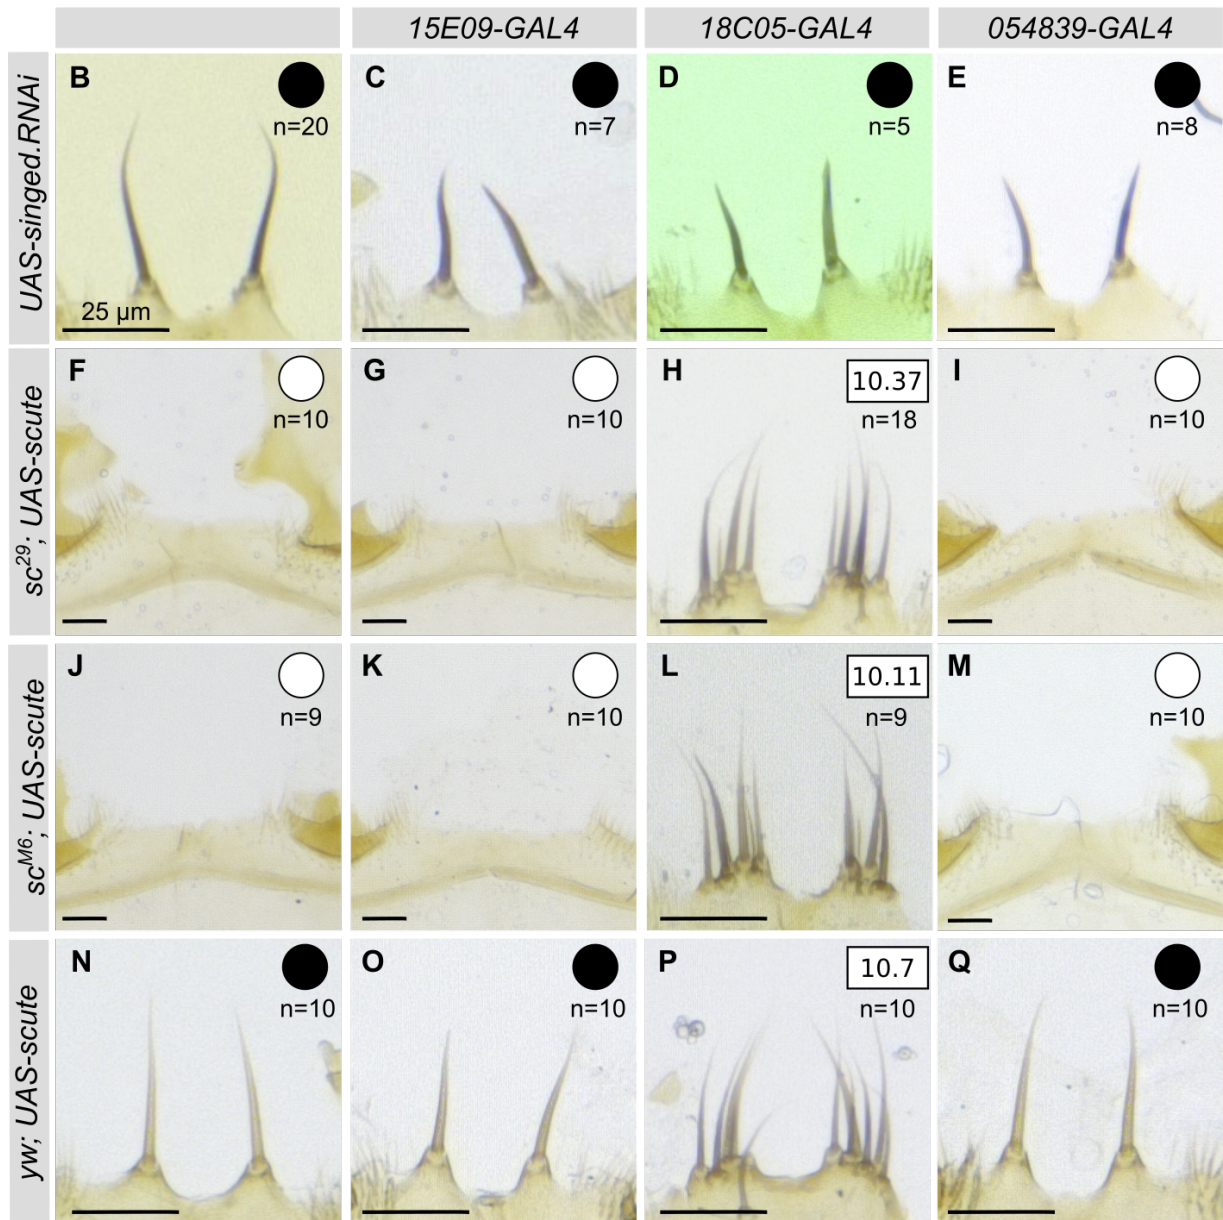 15E09-GAL4 18C05-GAL4 054839-GAL4
UAS-singed.RNAi
B n=20 25 µm
C n=7
D n=5
E n=8
sc29; UAS-scute
F n=10
G n=10
H 10.37 n=18
I n=10
scM6; UAS-scute
J n=9
K n=10
L 10.11 n=9
M n=10
yw; UAS-scute
N n=10
O n=10
P 10.7 n=10
Q n=10